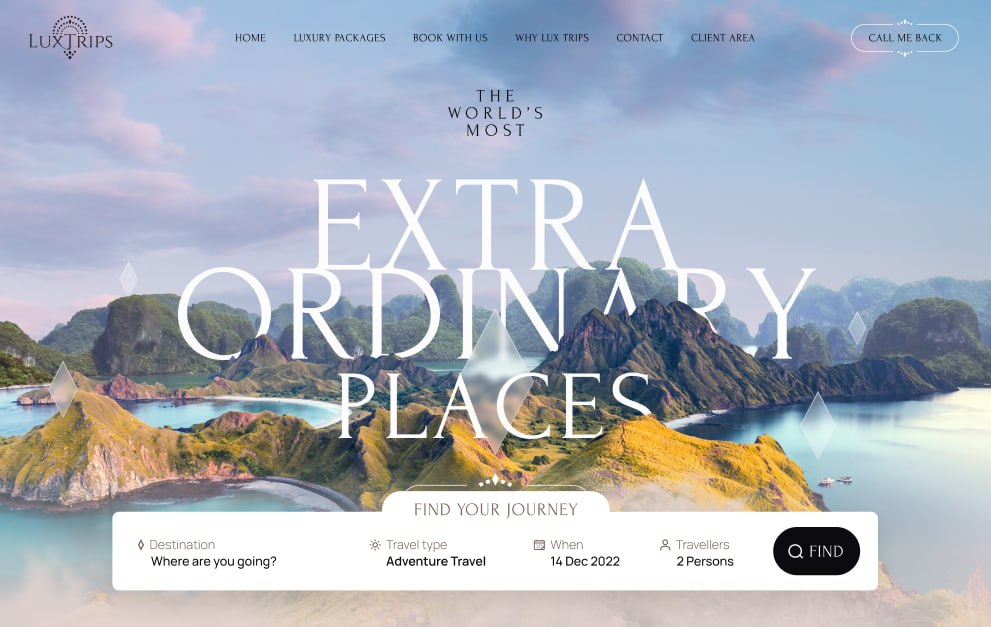 LUXTRIPS
HOME
LUXURY PACKAGES
BOOK WITH US
WHY LUX TRIPS
CONTACT
CLIENT AREA
CALL ME BACK
THE
WORLD'S
MOST
EXTRA
ORDINARY
PLACES
FIND YOUR JOURNEY
Destination
Where are you going?
Travel type
Adventure Travel
When
14 Dec 2022
Travellers
2 Persons
FIND